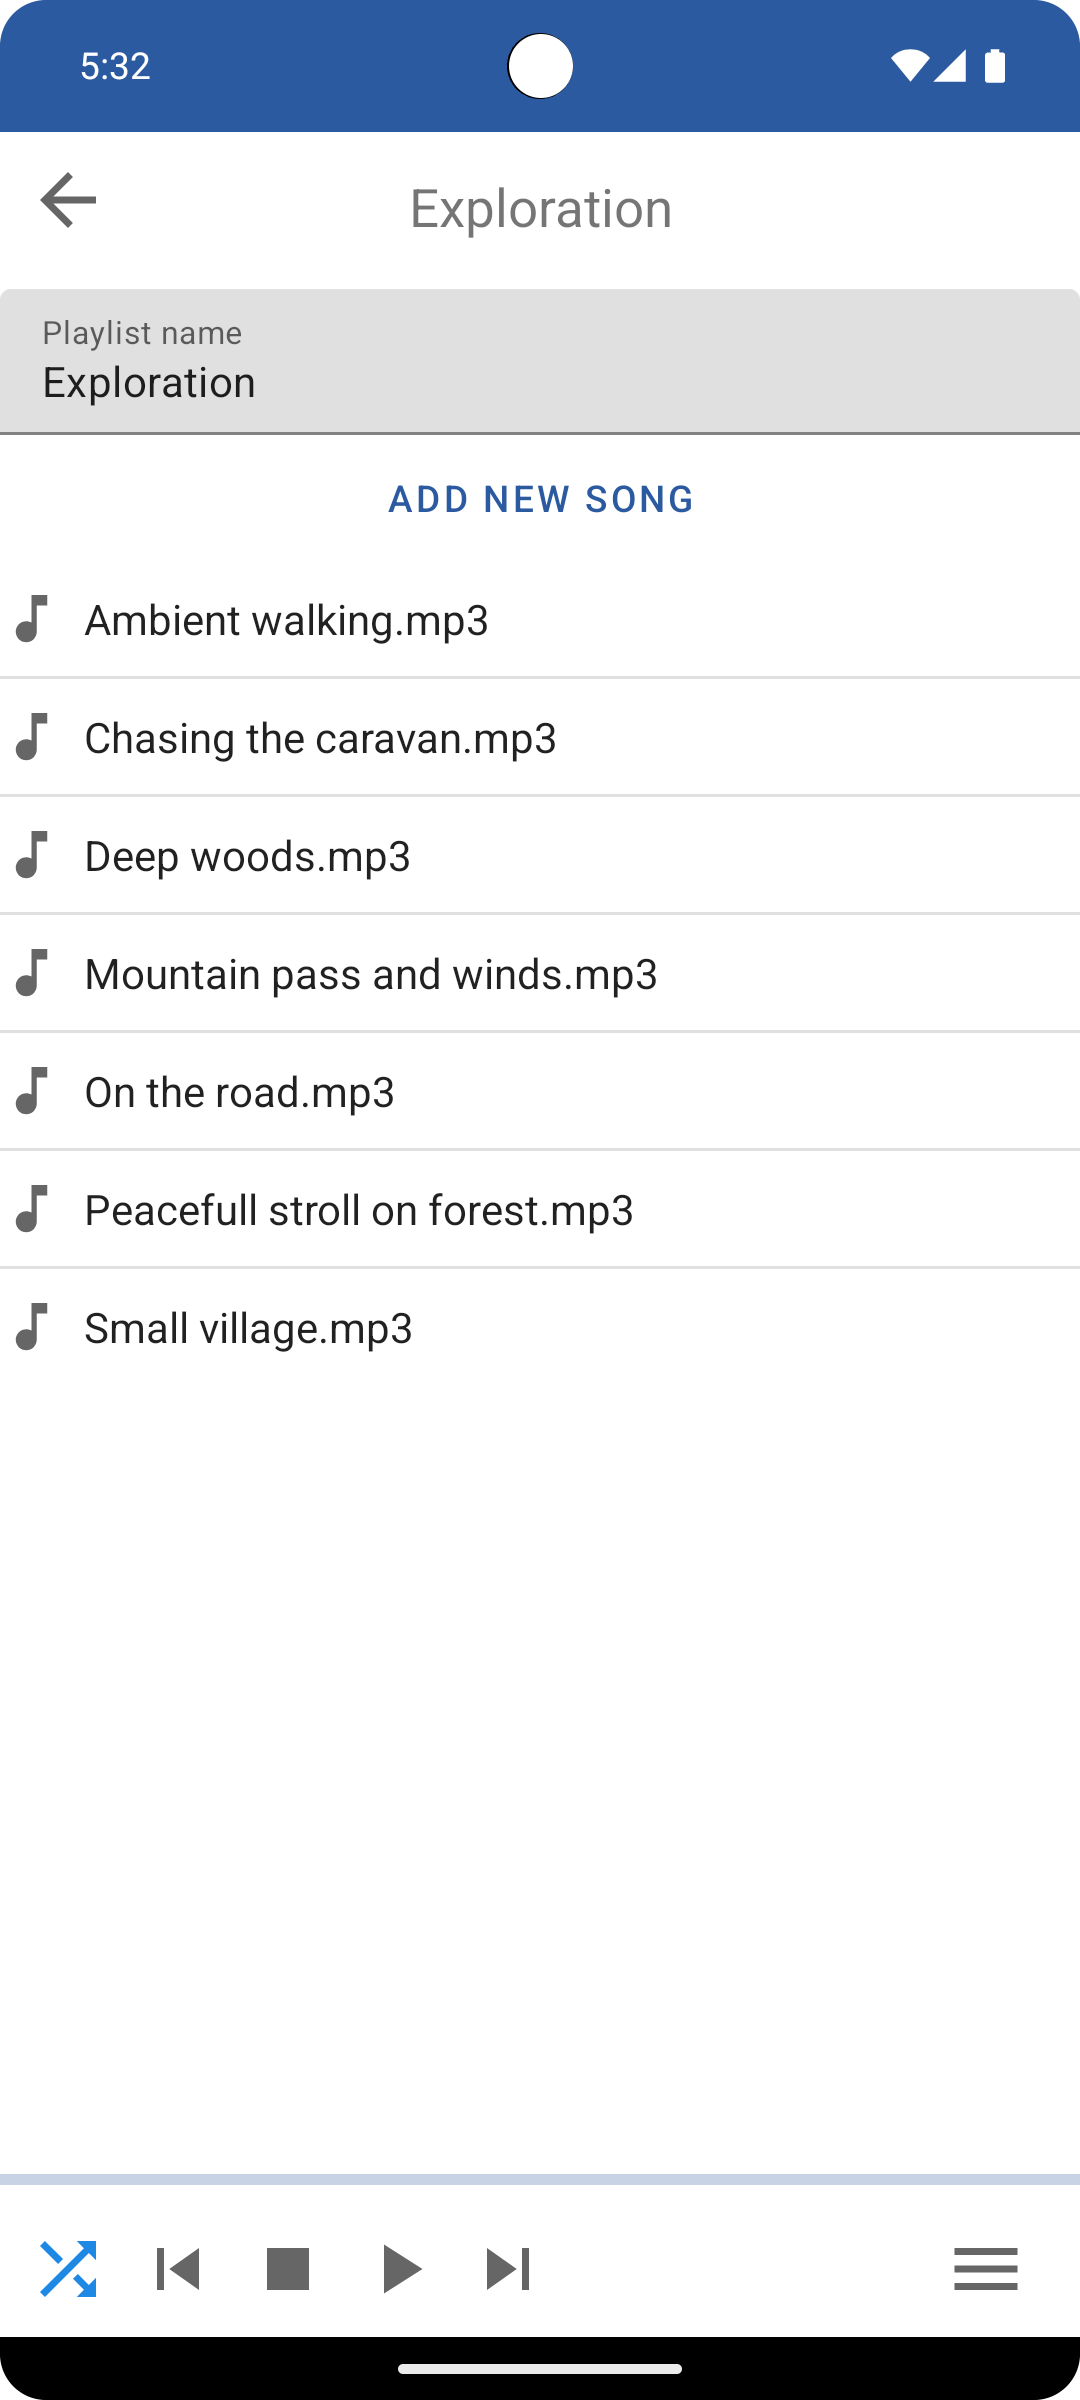 5:32
Exploration
Playlist name
Exploration
ADD NEW SONG
Ambient walking.mp3
Chasing the caravan.mp3
Deep woods.mp3
Mountain pass and winds.mp3
On the road.mp3
Peacefull stroll on forest.mp3
Small village.mp3